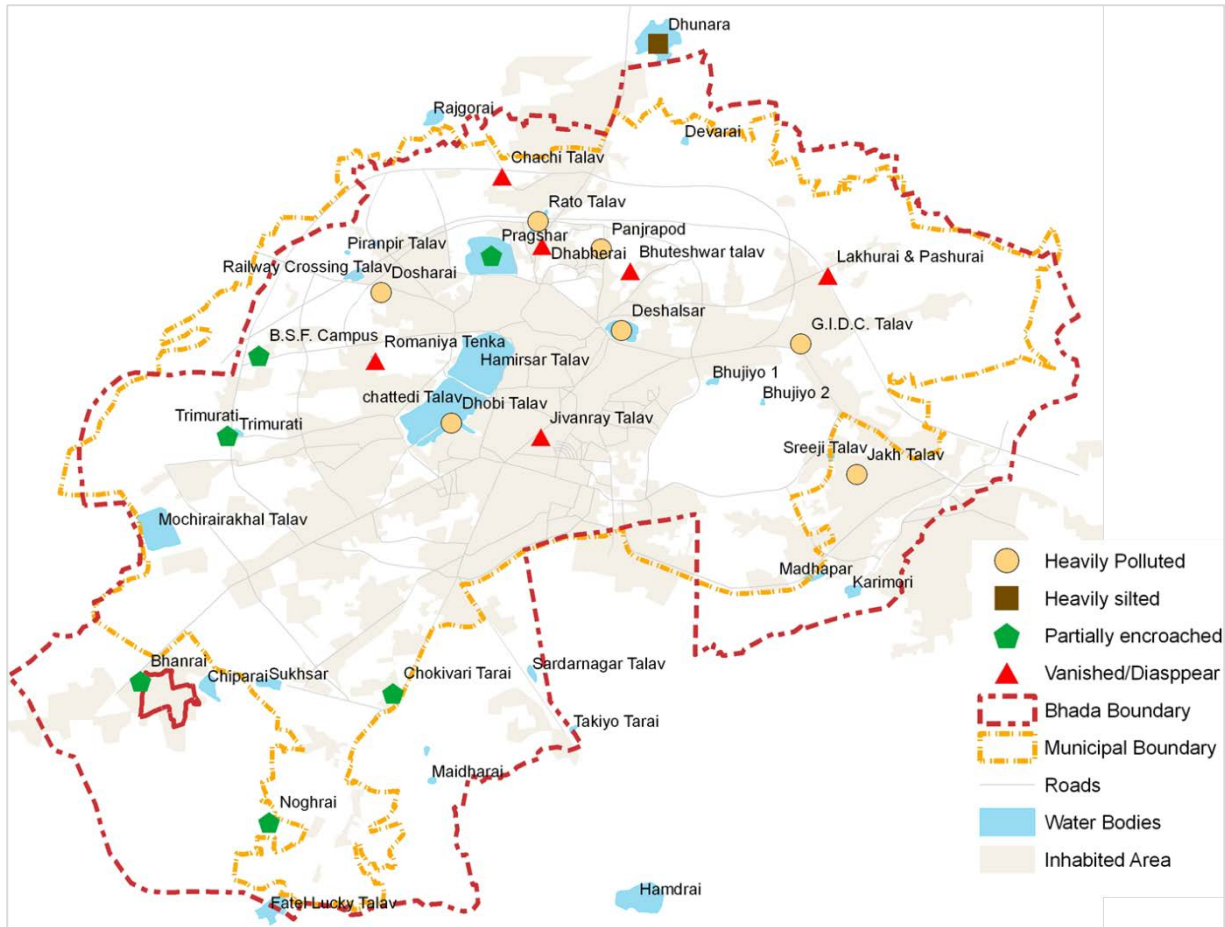 Dhunara
Rajgorai
Devarai
Chachi Talav
Rato Talav
Panjrapod
Pragshar
Piranpir Talav
Dhabherai
Bhuteshwar talav
Lakhurai & Pashurai
Railway Crossing Talav
Dosharai
Deshalsar
G.I.D.C. Talav
B.S.F. Campus
Romaniya Tenka
Hamirsar Talav
Bhujiyo 1
Bhujiyo 2
chattedi Talav
Dhobi Talav
Trimurati
Trimurati
Jivanray Talav
Sreeji Talav
Jakh Talav
Mochirairakhal Talav
Madhapar
Karimori
Bhanrai
Chiparai
Sukhsar
Chokivari Tarai
Sardarnagar Talav
Takiyo Tarai
Maidharai
Noghrai
Fatel Lucky Talav
Hamdrai
Heavily Polluted
Heavily silted
Partially encroached
Vanished/Diasppear
Bhada Boundary
Municipal Boundary
Roads
Water Bodies
Inhabited Area